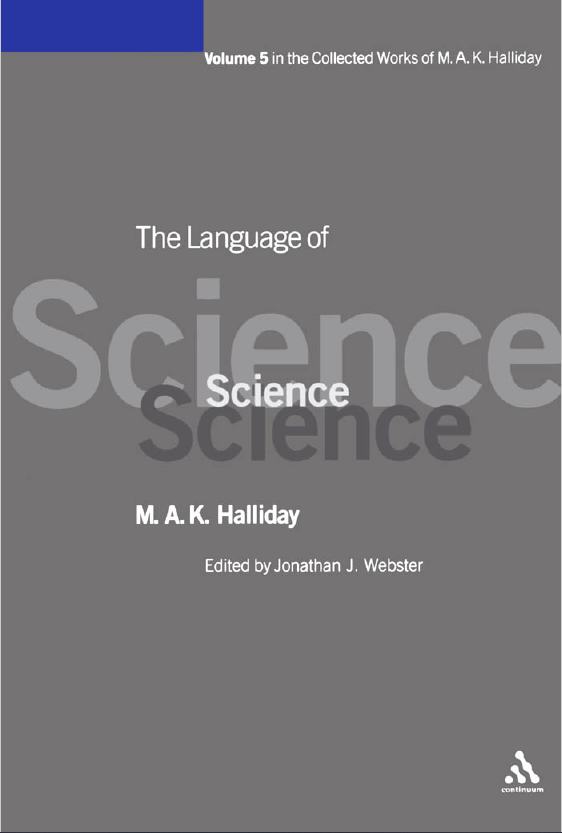 Volume 5 in the Collected Works of M. A. K. Halliday
The Language of
Science
Science
Science
M. A. K. Halliday
Edited by Jonathan J. Webster
continuum